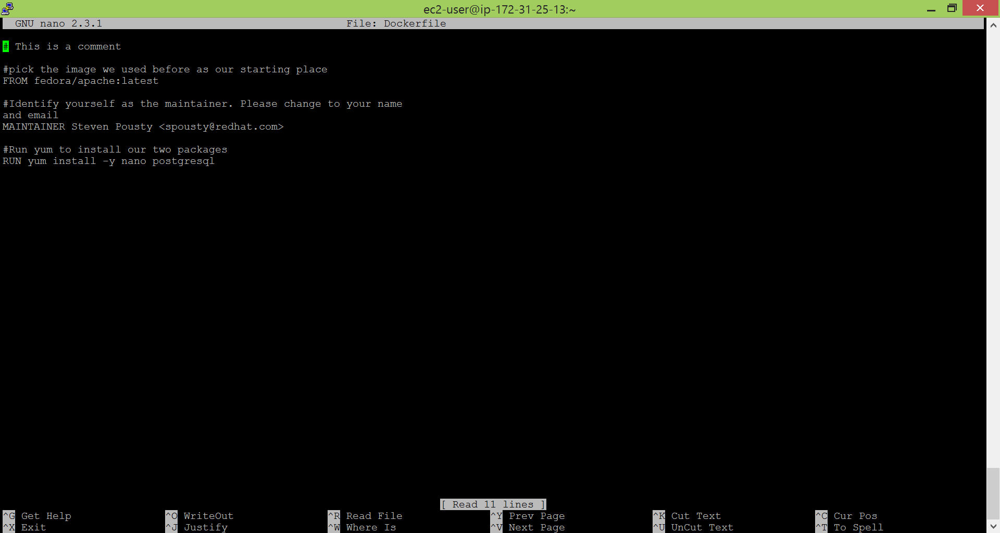 ec2-user@ip-172-31-25-13:~
GNU nano 2.3.1 File: Dockerfile
# This is a comment
#pick the image we used before as our starting place
FROM fedora/apache:latest
#Identify yourself as the maintainer. Please change to your name
and email
MAINTAINER Steven Pousty <spousty@redhat.com>
#Run yum to install our two packages
RUN yum install -y nano postgresql
[ Read 11 lines ]
^G Get Help ^O WriteOut ^R Read File ^Y Prev Page ^K Cut Text ^C Cur Pos
^X Exit ^J Justify ^W Where Is ^V Next Page ^U UnCut Text ^T To Spell